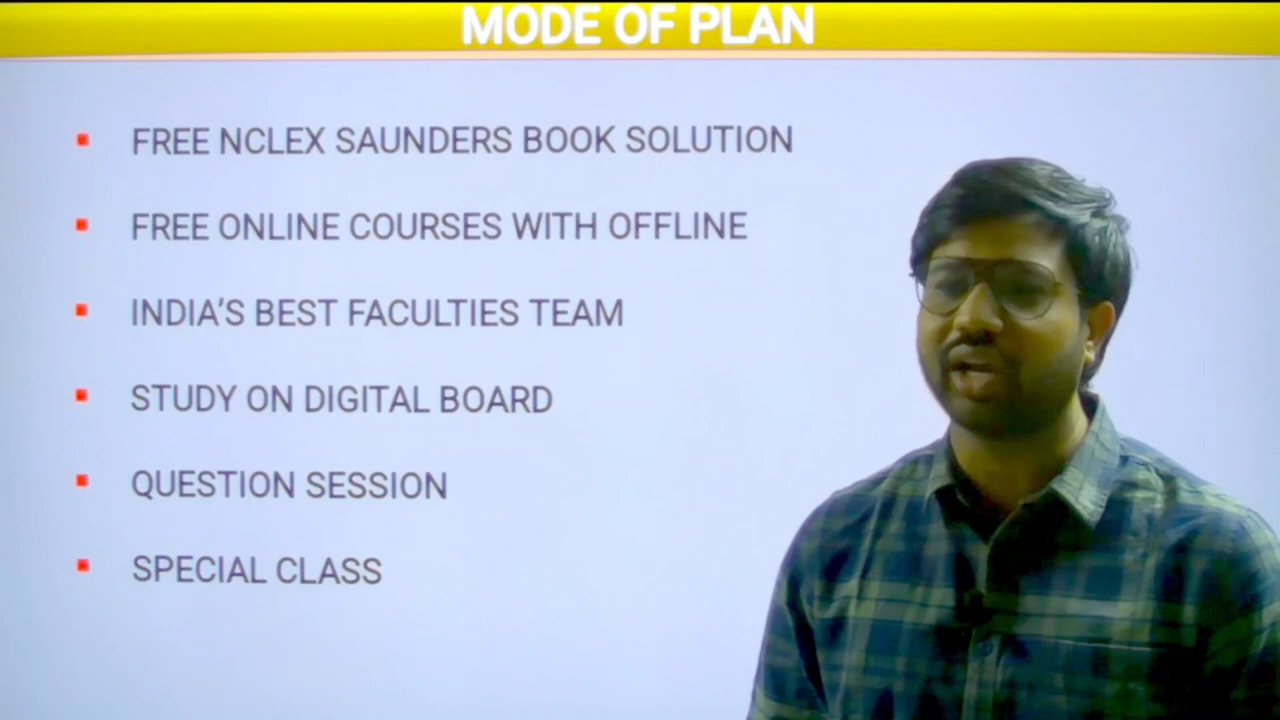 MODE OF PLAN
FREE NCLEX SAUNDERS BOOK SOLUTION
FREE ONLINE COURSES WITH OFFLINE
INDIA'S BEST FACULTIES TEAM
STUDY ON DIGITAL BOARD
QUESTION SESSION
SPECIAL CLASS